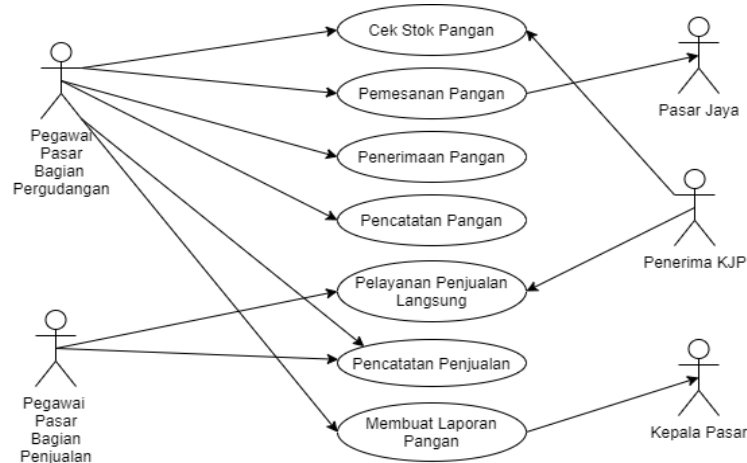 Cek Stok Pangan
Pemesanan Pangan
Pasar Jaya
Pegawai
Pasar
Bagian
Pergudangan
Penerimaan Pangan
Pencatatan Pangan
Penerima KJP
Pelayanan Penjualan
Langsung
Pencatatan Penjualan
Pegawai
Pasar
Bagian
Penjualan
Membuat Laporan
Pangan
Kepala Pasar